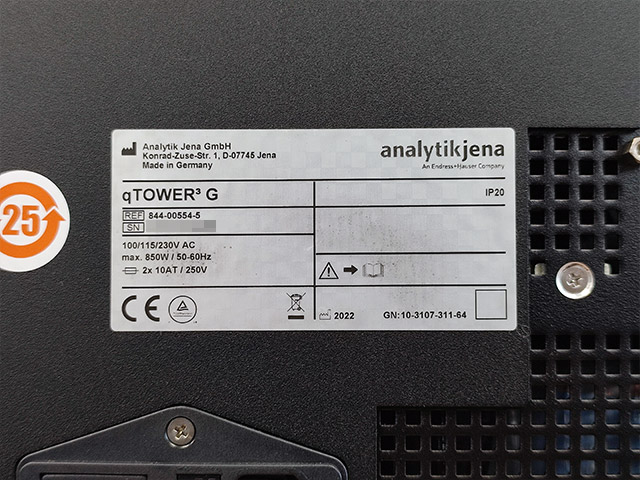 Analytik Jena GmbH
Konrad-Zuse-Str. 1, D-07745 Jena
Made in Germany
analytikjena
An Endress+Hauser Company
qTOWER³ G
IP20
REF 844-00554-5
SN
100/115/230V AC
max. 850W / 50-60Hz
2x 10AT / 250V
CE
2022
GN: 10-3107-311-64
25